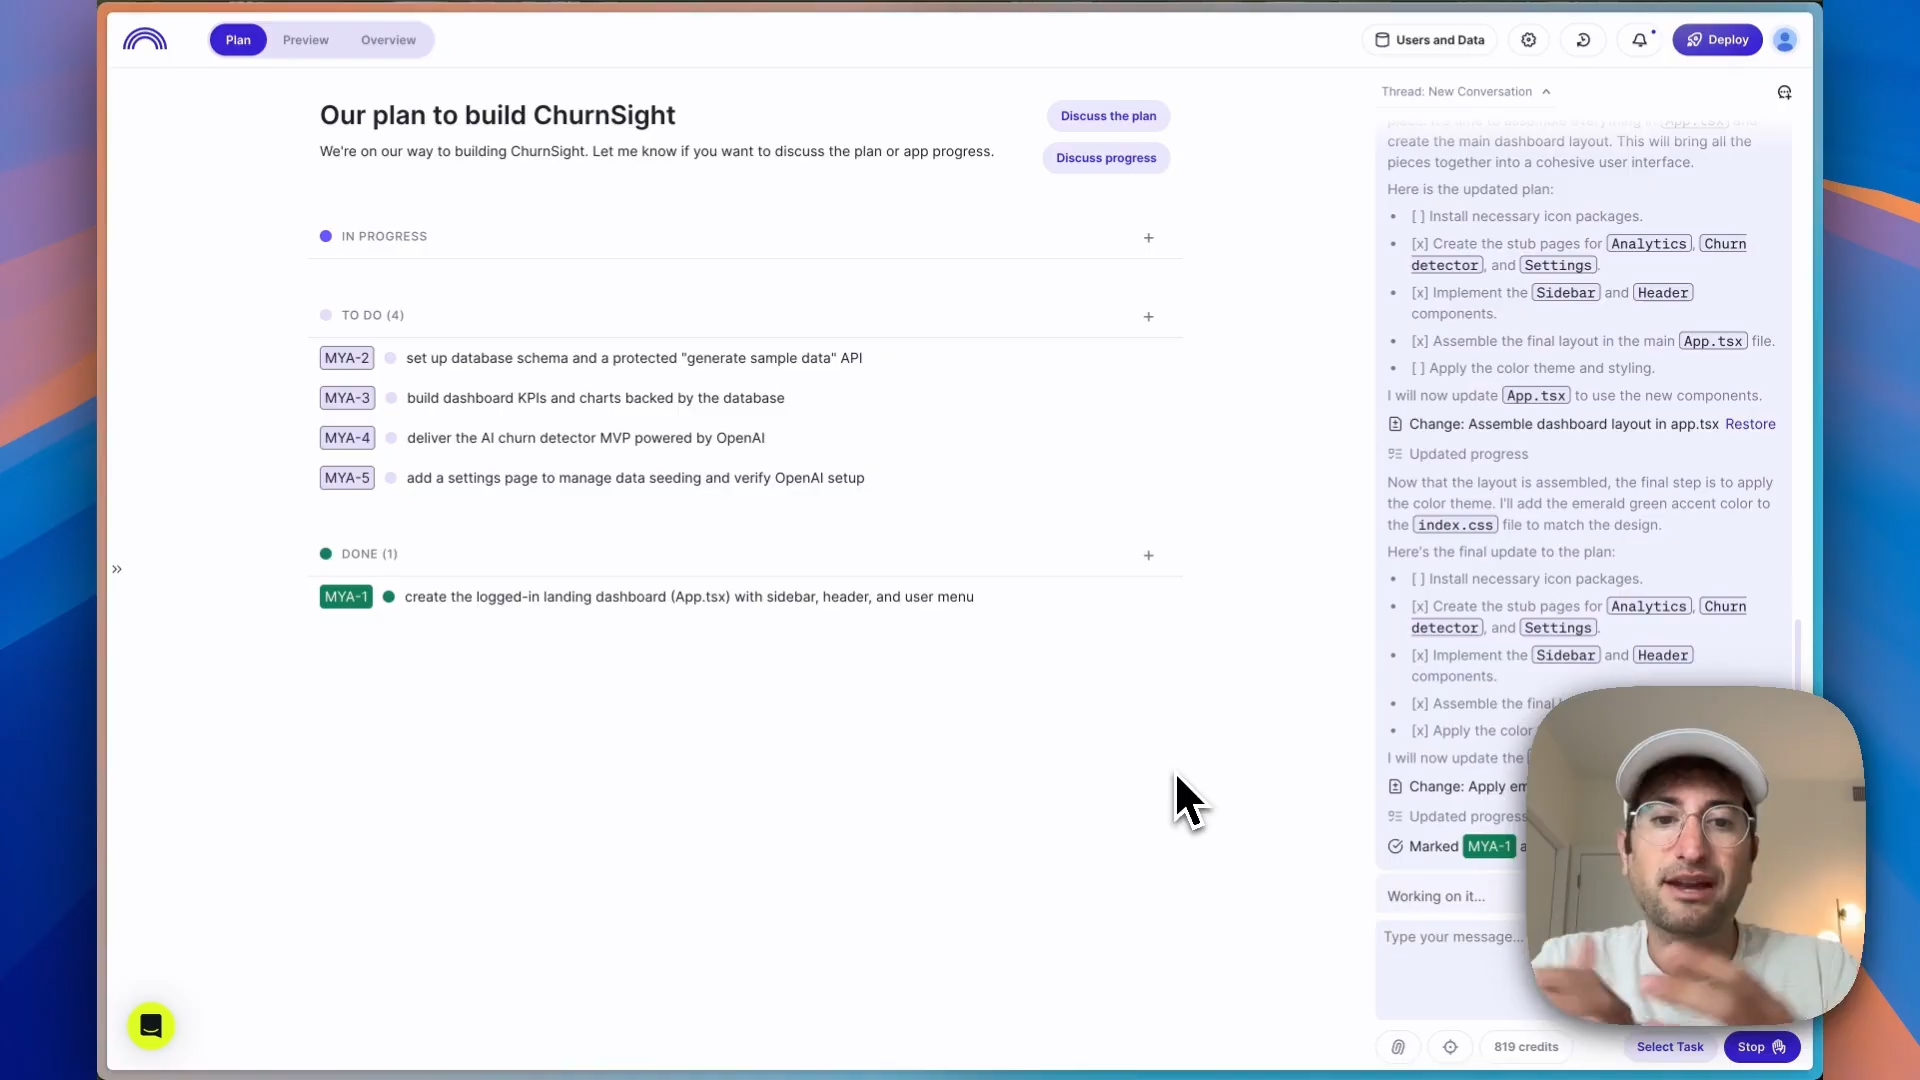 Plan
Preview
Overview
Users and Data
Deploy
Our plan to build ChurnSight
We're on our way to building ChurnSight. Let me know if you want to discuss the plan or app progress.
Discuss the plan
Discuss progress
IN PROGRESS
TO DO (4)
MYA-2 set up database schema and a protected "generate sample data" API
MYA-3 build dashboard KPIs and charts backed by the database
MYA-4 deliver the AI churn detector MVP powered by OpenAI
MYA-5 add a settings page to manage data seeding and verify OpenAI setup
DONE (1)
MYA-1 create the logged-in landing dashboard (App.tsx) with sidebar, header, and user menu
Thread: New Conversation
create the main dashboard layout. This will bring all the
pieces together into a cohesive user interface.
Here is the updated plan:
• [ ] Install necessary icon packages.
• [x] Create the stub pages for Analytics, Churn
detector, and Settings.
• [x] Implement the Sidebar and Header
components.
• [x] Assemble the final layout in the main App.tsx file.
• [ ] Apply the color theme and styling.
I will now update App.tsx to use the new components.
Change: Assemble dashboard layout in app.tsx Restore
Updated progress
Now that the layout is assembled, the final step is to apply
the color theme. I'll add the emerald green accent color to
the index.css file to match the design.
Here's the final update to the plan:
• [ ] Install necessary icon packages.
• [x] Create the stub pages for Analytics, Churn
detector, and Settings.
• [x] Implement the Sidebar and Header
components.
• [x] Assemble the final
• [x] Apply the color
I will now update the
Change: Apply
Updated progress
Marked MYA-1
Working on it...
Type your message...
819 credits
Select Task
Stop